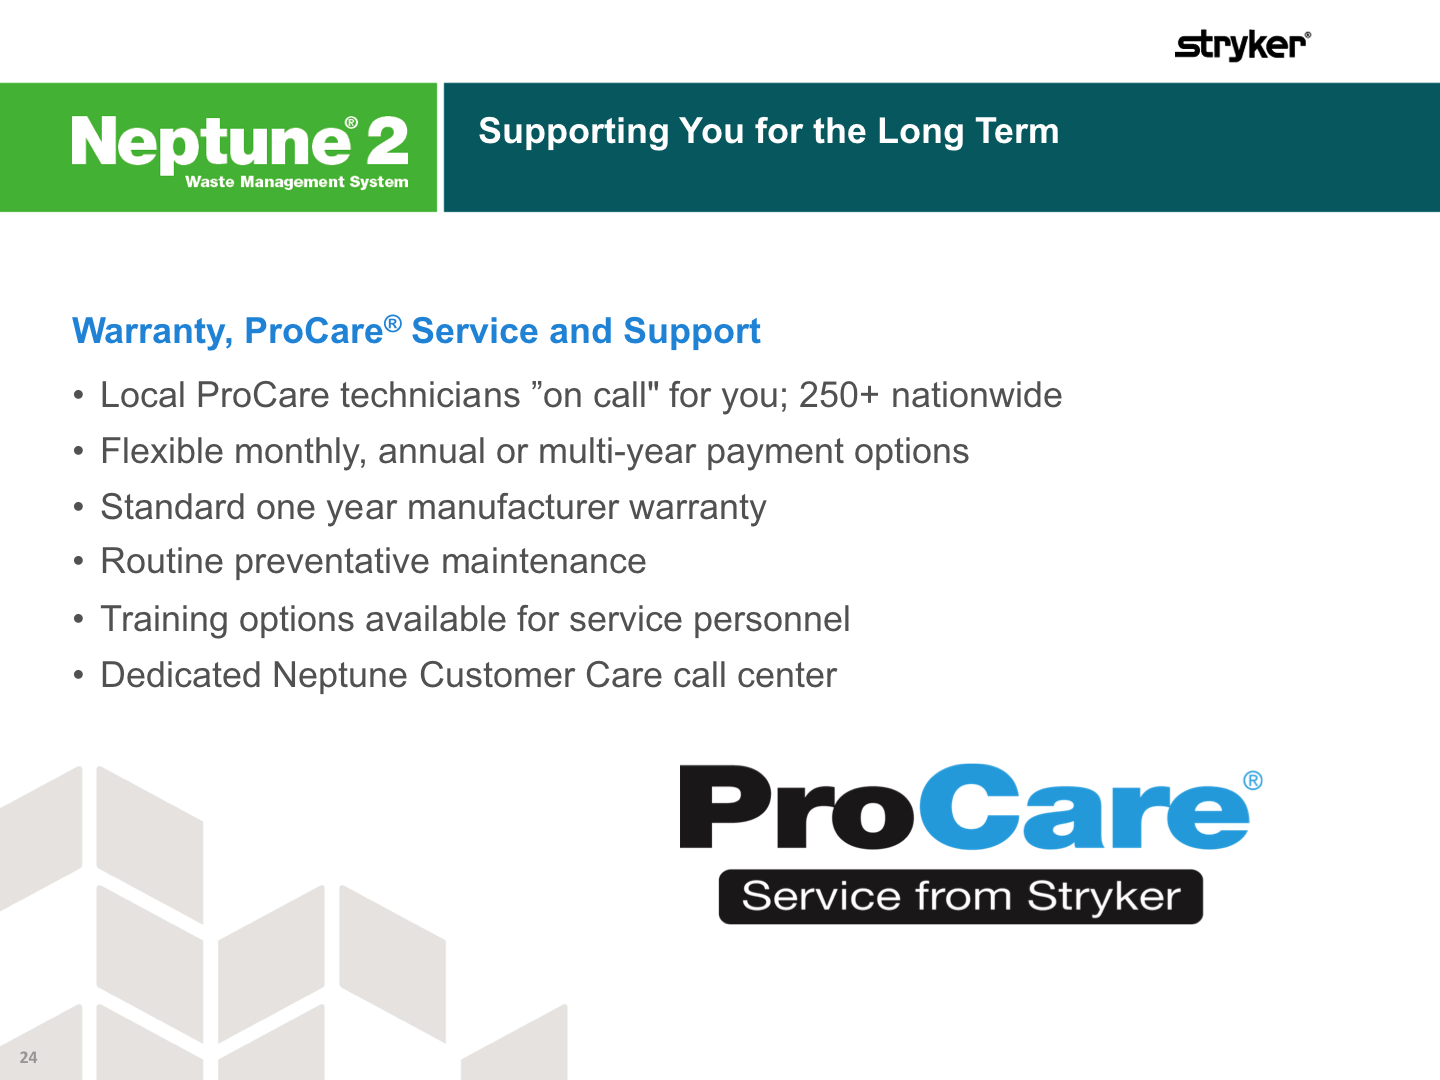 stryker®
Neptune® 2
Waste Management System
Supporting You for the Long Term
Warranty, ProCare® Service and Support
• Local ProCare technicians ”on call" for you; 250+ nationwide
• Flexible monthly, annual or multi-year payment options
• Standard one year manufacturer warranty
• Routine preventative maintenance
• Training options available for service personnel
• Dedicated Neptune Customer Care call center
ProCare®
Service from Stryker
24